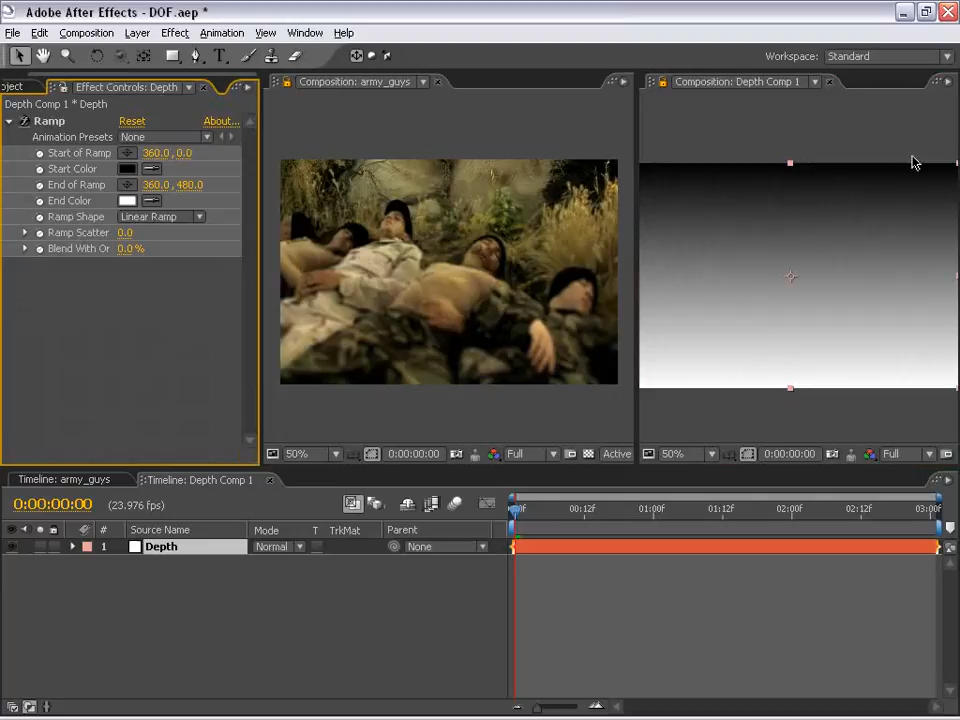 Adobe After Effects - DOF.aep *
File Edit Composition Layer Effect Animation View Window Help
Workspace: Standard
oject Effect Controls: Depth
Composition: army_guys
Composition: Depth Comp 1
Depth Comp 1 * Depth
Ramp Reset About...
Animation Presets None
Start of Ramp 360.0, 0.0
Start Color
End of Ramp 360.0, 480.0
End Color
Ramp Shape Linear Ramp
Ramp Scatter 0.0
Blend With Or 0.0 %
50% 0:00:00:00 Full Active
50% 0:00:00:00 Full
Timeline: army_guys Timeline: Depth Comp 1
0:00:00:00 (23.976 fps)
00f 00:12f 01:00f 01:12f 02:00f 02:12f 03:00f
# Source Name Mode T TrkMat Parent
1 Depth Normal None